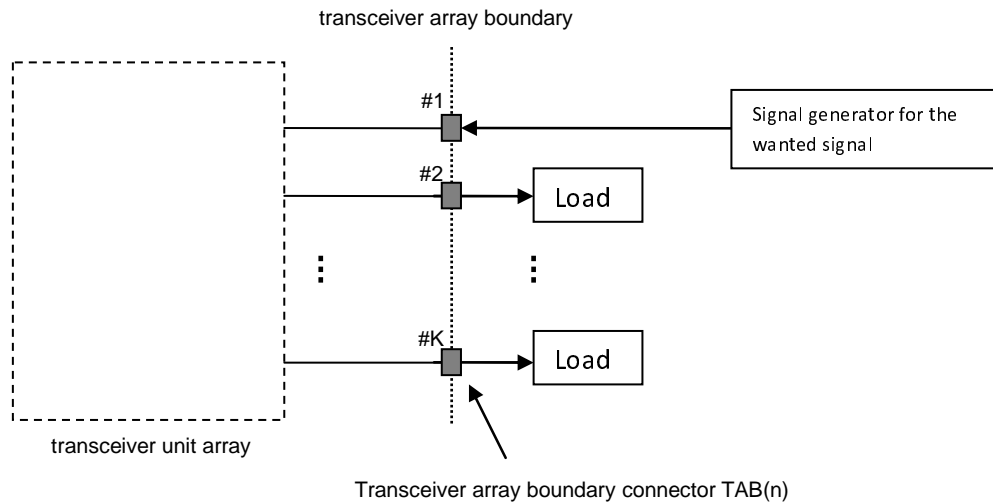 transceiver array boundary
#1
Signal generator for the
wanted signal
#2
Load
#K
Load
transceiver unit array
Transceiver array boundary connector TAB(n)